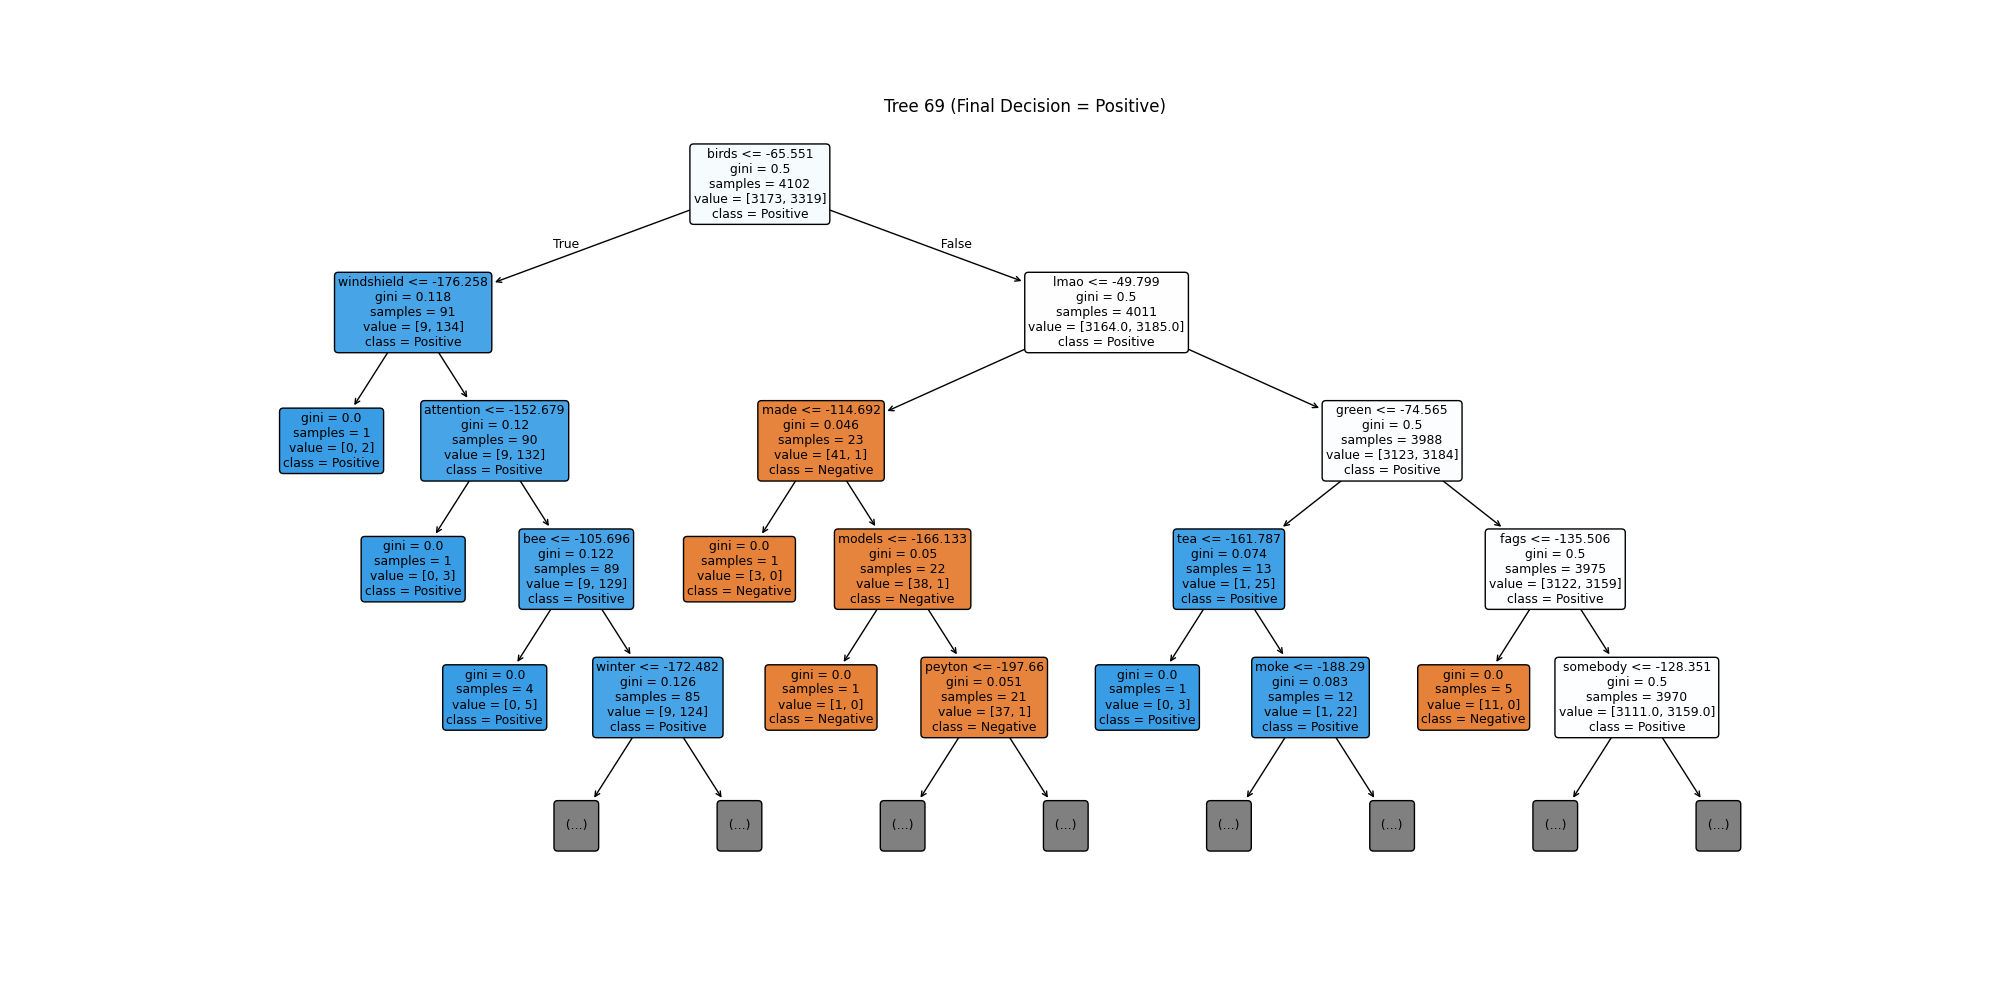 Tree 69 (Final Decision = Positive)
birds <= -65.551
gini = 0.5
samples = 4102
value = [3173, 3319]
class = Positive
True
False
windshield <= -176.258
gini = 0.118
samples = 91
value = [9, 134]
class = Positive
lmao <= -49.799
gini = 0.5
samples = 4011
value = [3164.0, 3185.0]
class = Positive
gini = 0.0
samples = 1
value = [0, 2]
class = Positive
attention <= -152.679
gini = 0.12
samples = 90
value = [9, 132]
class = Positive
made <= -114.692
gini = 0.046
samples = 23
value = [41, 1]
class = Negative
green <= -74.565
gini = 0.5
samples = 3988
value = [3123, 3184]
class = Positive
gini = 0.0
samples = 1
value = [0, 3]
class = Positive
bee <= -105.696
gini = 0.122
samples = 89
value = [9, 129]
class = Positive
gini = 0.0
samples = 1
value = [3, 0]
class = Negative
models <= -166.133
gini = 0.05
samples = 22
value = [38, 1]
class = Negative
tea <= -161.787
gini = 0.074
samples = 13
value = [1, 25]
class = Positive
fags <= -135.506
gini = 0.5
samples = 3975
value = [3122, 3159]
class = Positive
gini = 0.0
samples = 4
value = [0, 5]
class = Positive
winter <= -172.482
gini = 0.126
samples = 85
value = [9, 124]
class = Positive
gini = 0.0
samples = 1
value = [1, 0]
class = Negative
peyton <= -197.66
gini = 0.051
samples = 21
value = [37, 1]
class = Negative
gini = 0.0
samples = 1
value = [0, 3]
class = Positive
moke <= -188.29
gini = 0.083
samples = 12
value = [1, 22]
class = Positive
gini = 0.0
samples = 5
value = [11, 0]
class = Negative
somebody <= -128.351
gini = 0.5
samples = 3970
value = [3111.0, 3159.0]
class = Positive
(...)
(...)
(...)
(...)
(...)
(...)
(...)
(...)